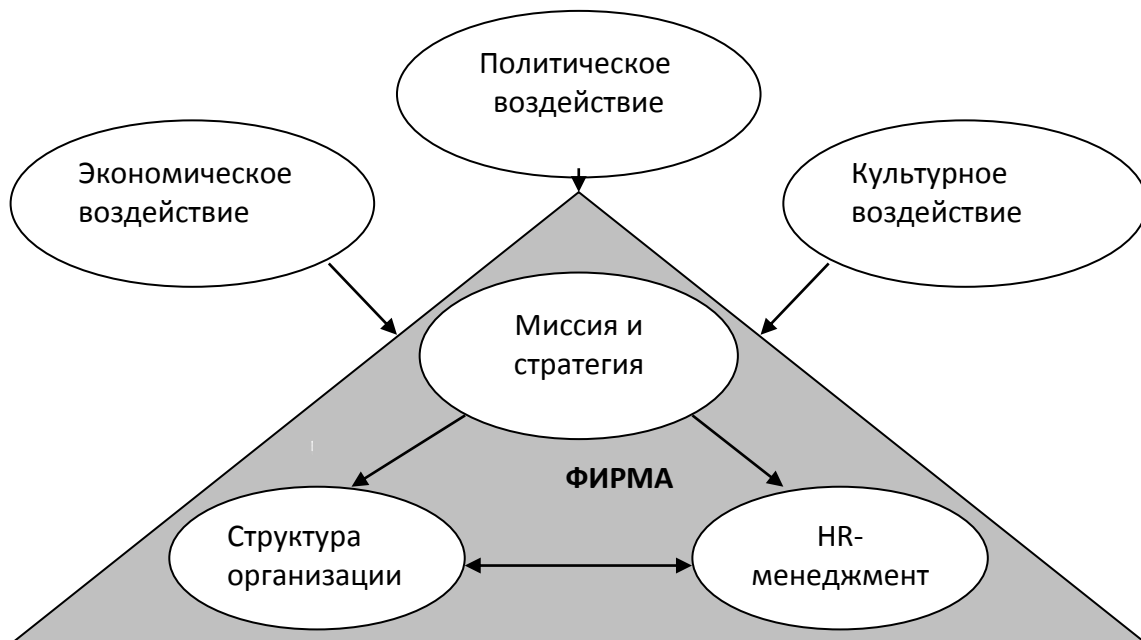 Политическое
воздействие
Экономическое
воздействие
Культурное
воздействие
Миссия и
стратегия
ФИРМА
Структура
организации
HR-
менеджмент